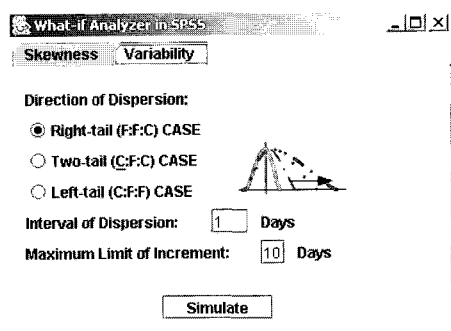 What-if Analyzer in SPSS
Skewness Variability
Direction of Dispersion:
Right-tail (F:F:C) CASE
Two-tail (C:F:C) CASE
Left-tail (C:F:F) CASE
Interval of Dispersion: 1 Days
Maximum Limit of Increment: 10 Days
Simulate